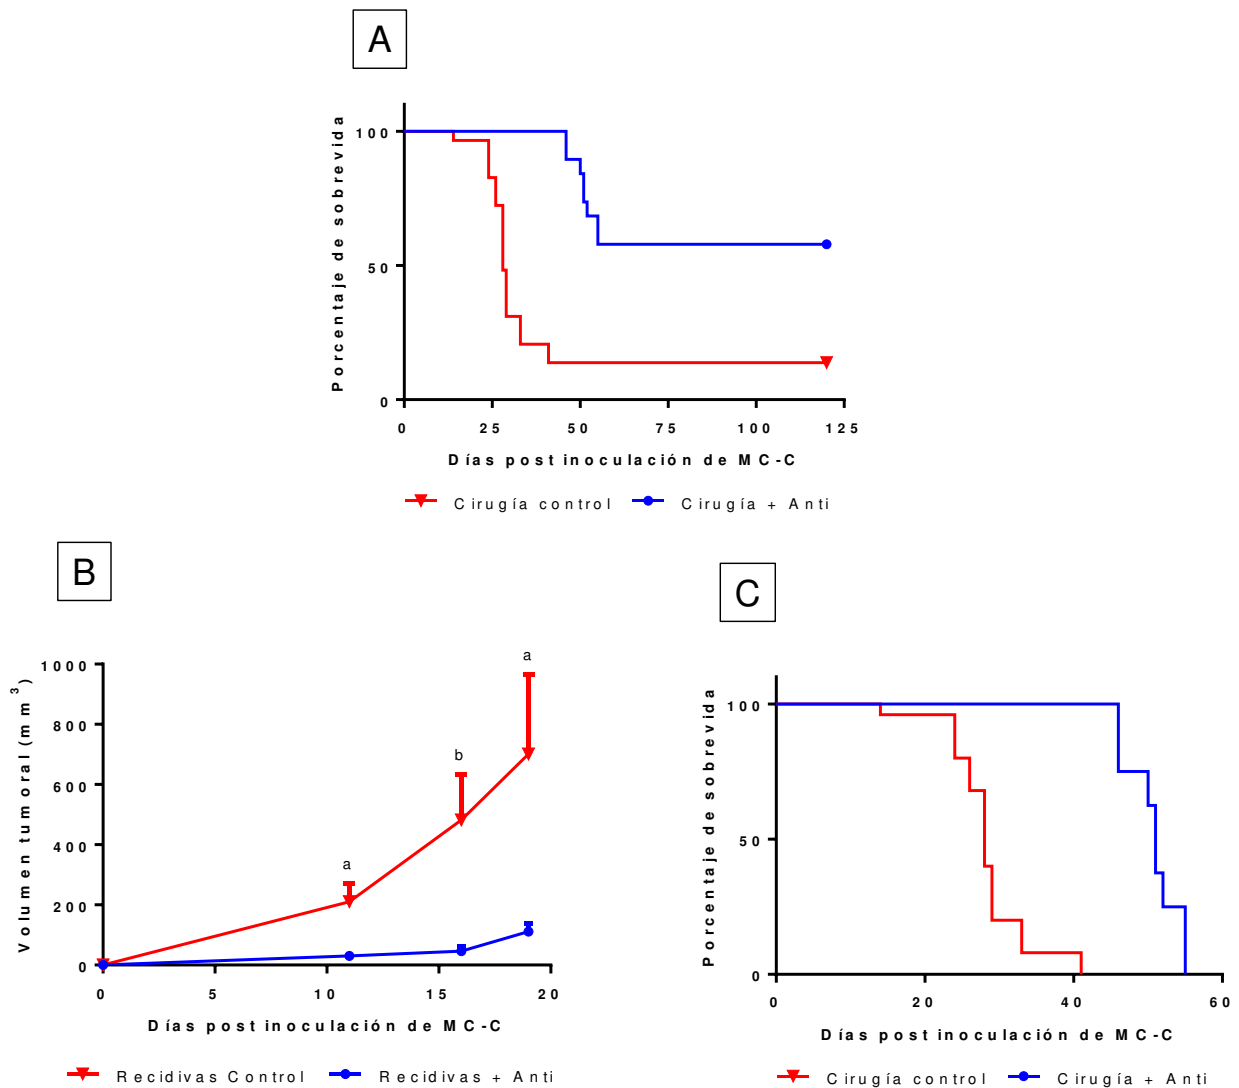 A
Porcentaje de sobrevida
100
50
0
0 25 50 75 100 125
Días post inoculación de MC-C
Cirugía control Cirugía + Anti
B
Volumen tumoral (mm3)
1000
800
600
400
200
0
a
b
a
0 5 10 15 20
Días post inoculación de MC-C
Recidivas Control Recidivas + Anti
C
Porcentaje de sobrevida
100
50
0
0 20 40 60
Días post inoculación de MC-C
Cirugía control Cirugía + Anti